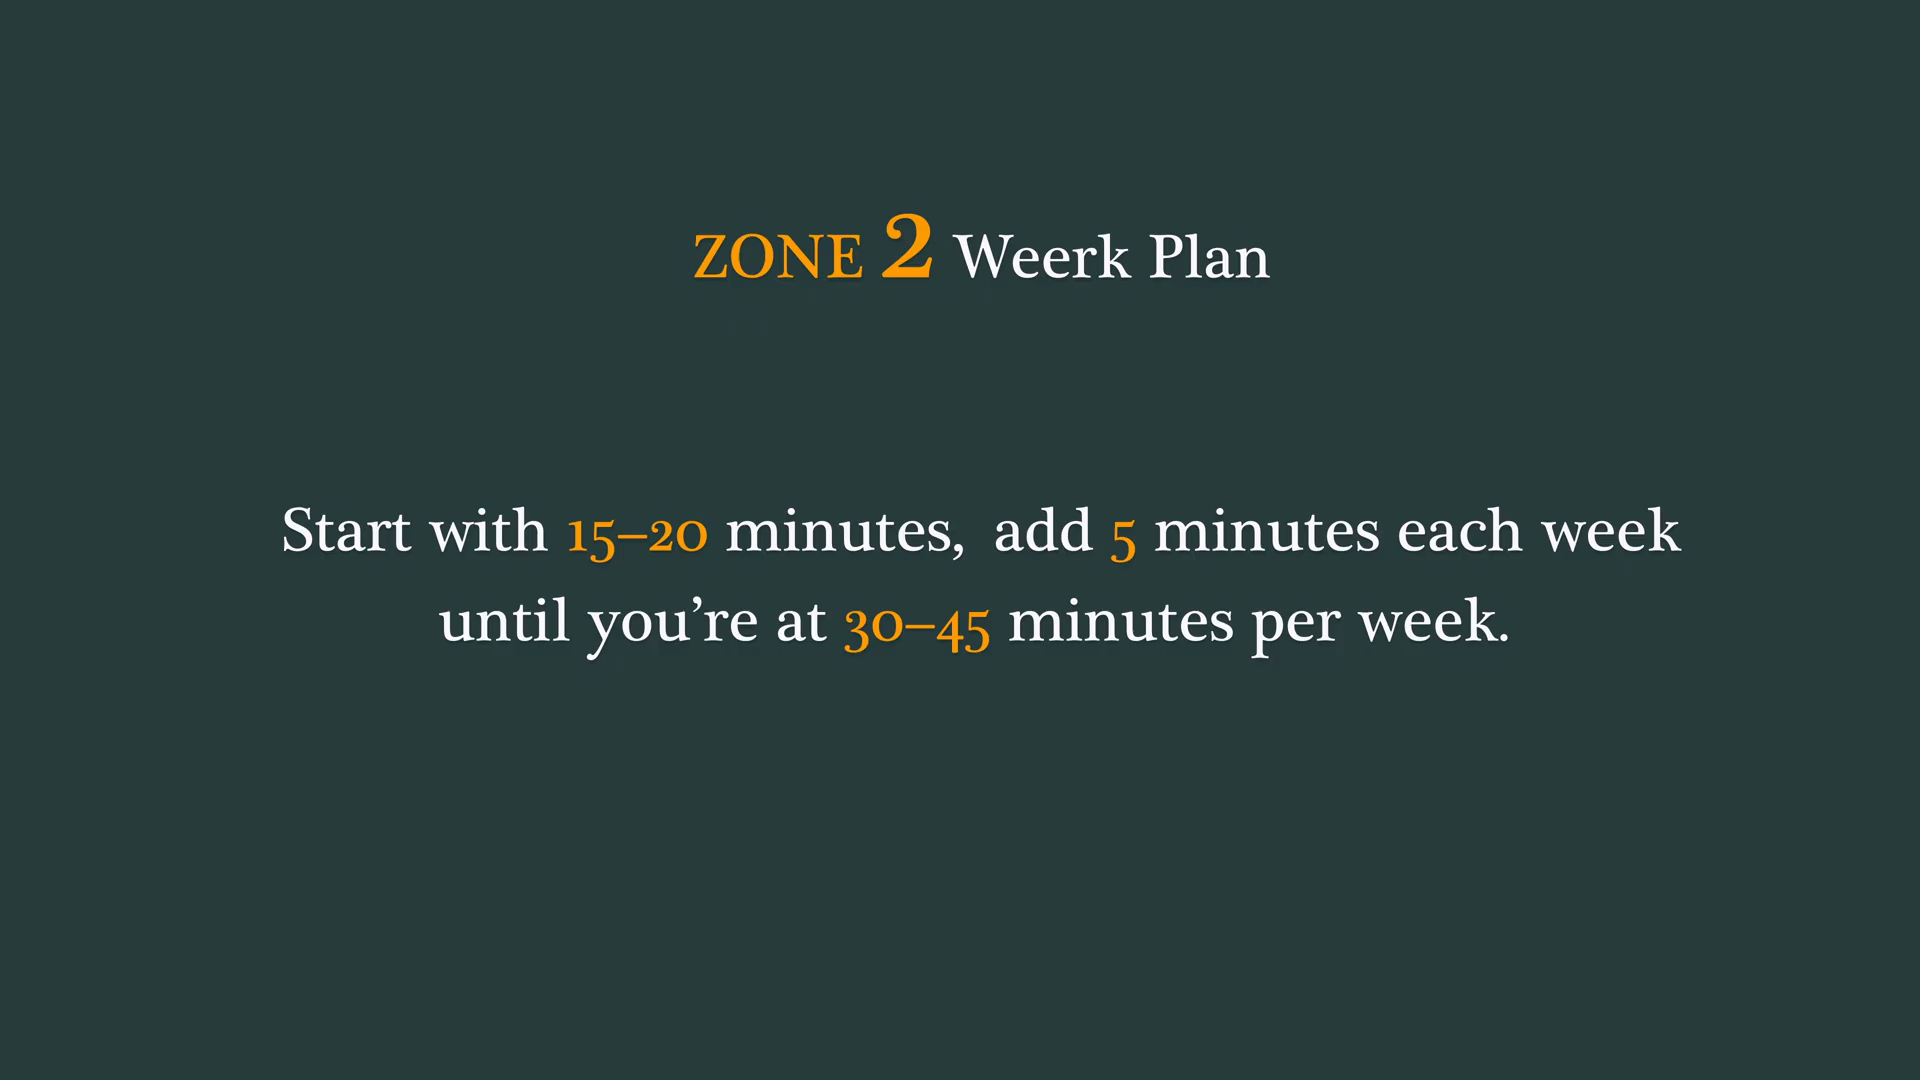 ZONE 2 Weerk Plan
Start with 15–20 minutes, add 5 minutes each week
until you’re at 30–45 minutes per week.